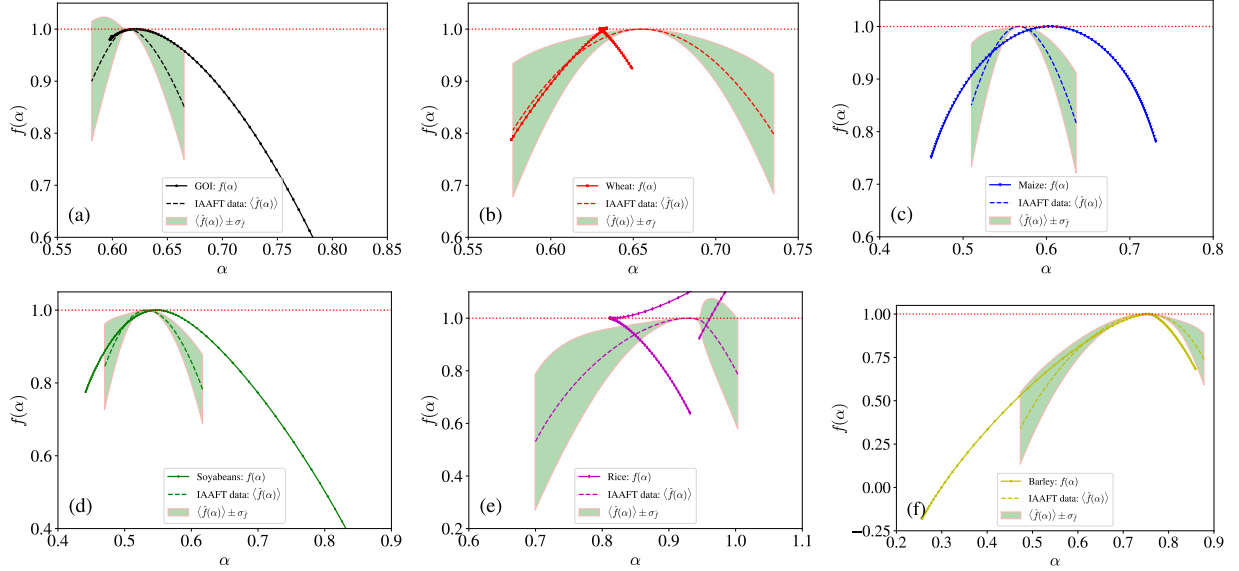 1.0
0.9
0.8
0.7
0.6
f(α)
0.55 0.60 0.65 0.70 0.75 0.80 0.85
α
(a)
GOI: f(α)
IAAFT data: ⟨f̂(α)⟩
⟨f̂(α)⟩ ± σ_f̂
1.0
0.9
0.8
0.7
0.6
f(α)
0.55 0.60 0.65 0.70 0.75
α
(b)
Wheat: f(α)
IAAFT data: ⟨f̂(α)⟩
⟨f̂(α)⟩ ± σ_f̂
1.0
0.9
0.8
0.7
0.6
f(α)
0.4 0.5 0.6 0.7 0.8
α
(c)
Maize: f(α)
IAAFT data: ⟨f̂(α)⟩
⟨f̂(α)⟩ ± σ_f̂
1.0
0.8
0.6
0.4
f(α)
0.4 0.5 0.6 0.7 0.8 0.9
α
(d)
Soyabeans: f(α)
IAAFT data: ⟨f̂(α)⟩
⟨f̂(α)⟩ ± σ_f̂
1.0
0.8
0.6
0.4
0.2
f(α)
0.6 0.7 0.8 0.9 1.0 1.1
α
(e)
Rice: f(α)
IAAFT data: ⟨f̂(α)⟩
⟨f̂(α)⟩ ± σ_f̂
1.00
0.75
0.50
0.25
0.00
−0.25
f(α)
0.2 0.3 0.4 0.5 0.6 0.7 0.8 0.9
α
(f)
Barley: f(α)
IAAFT data: ⟨f̂(α)⟩
⟨f̂(α)⟩ ± σ_f̂